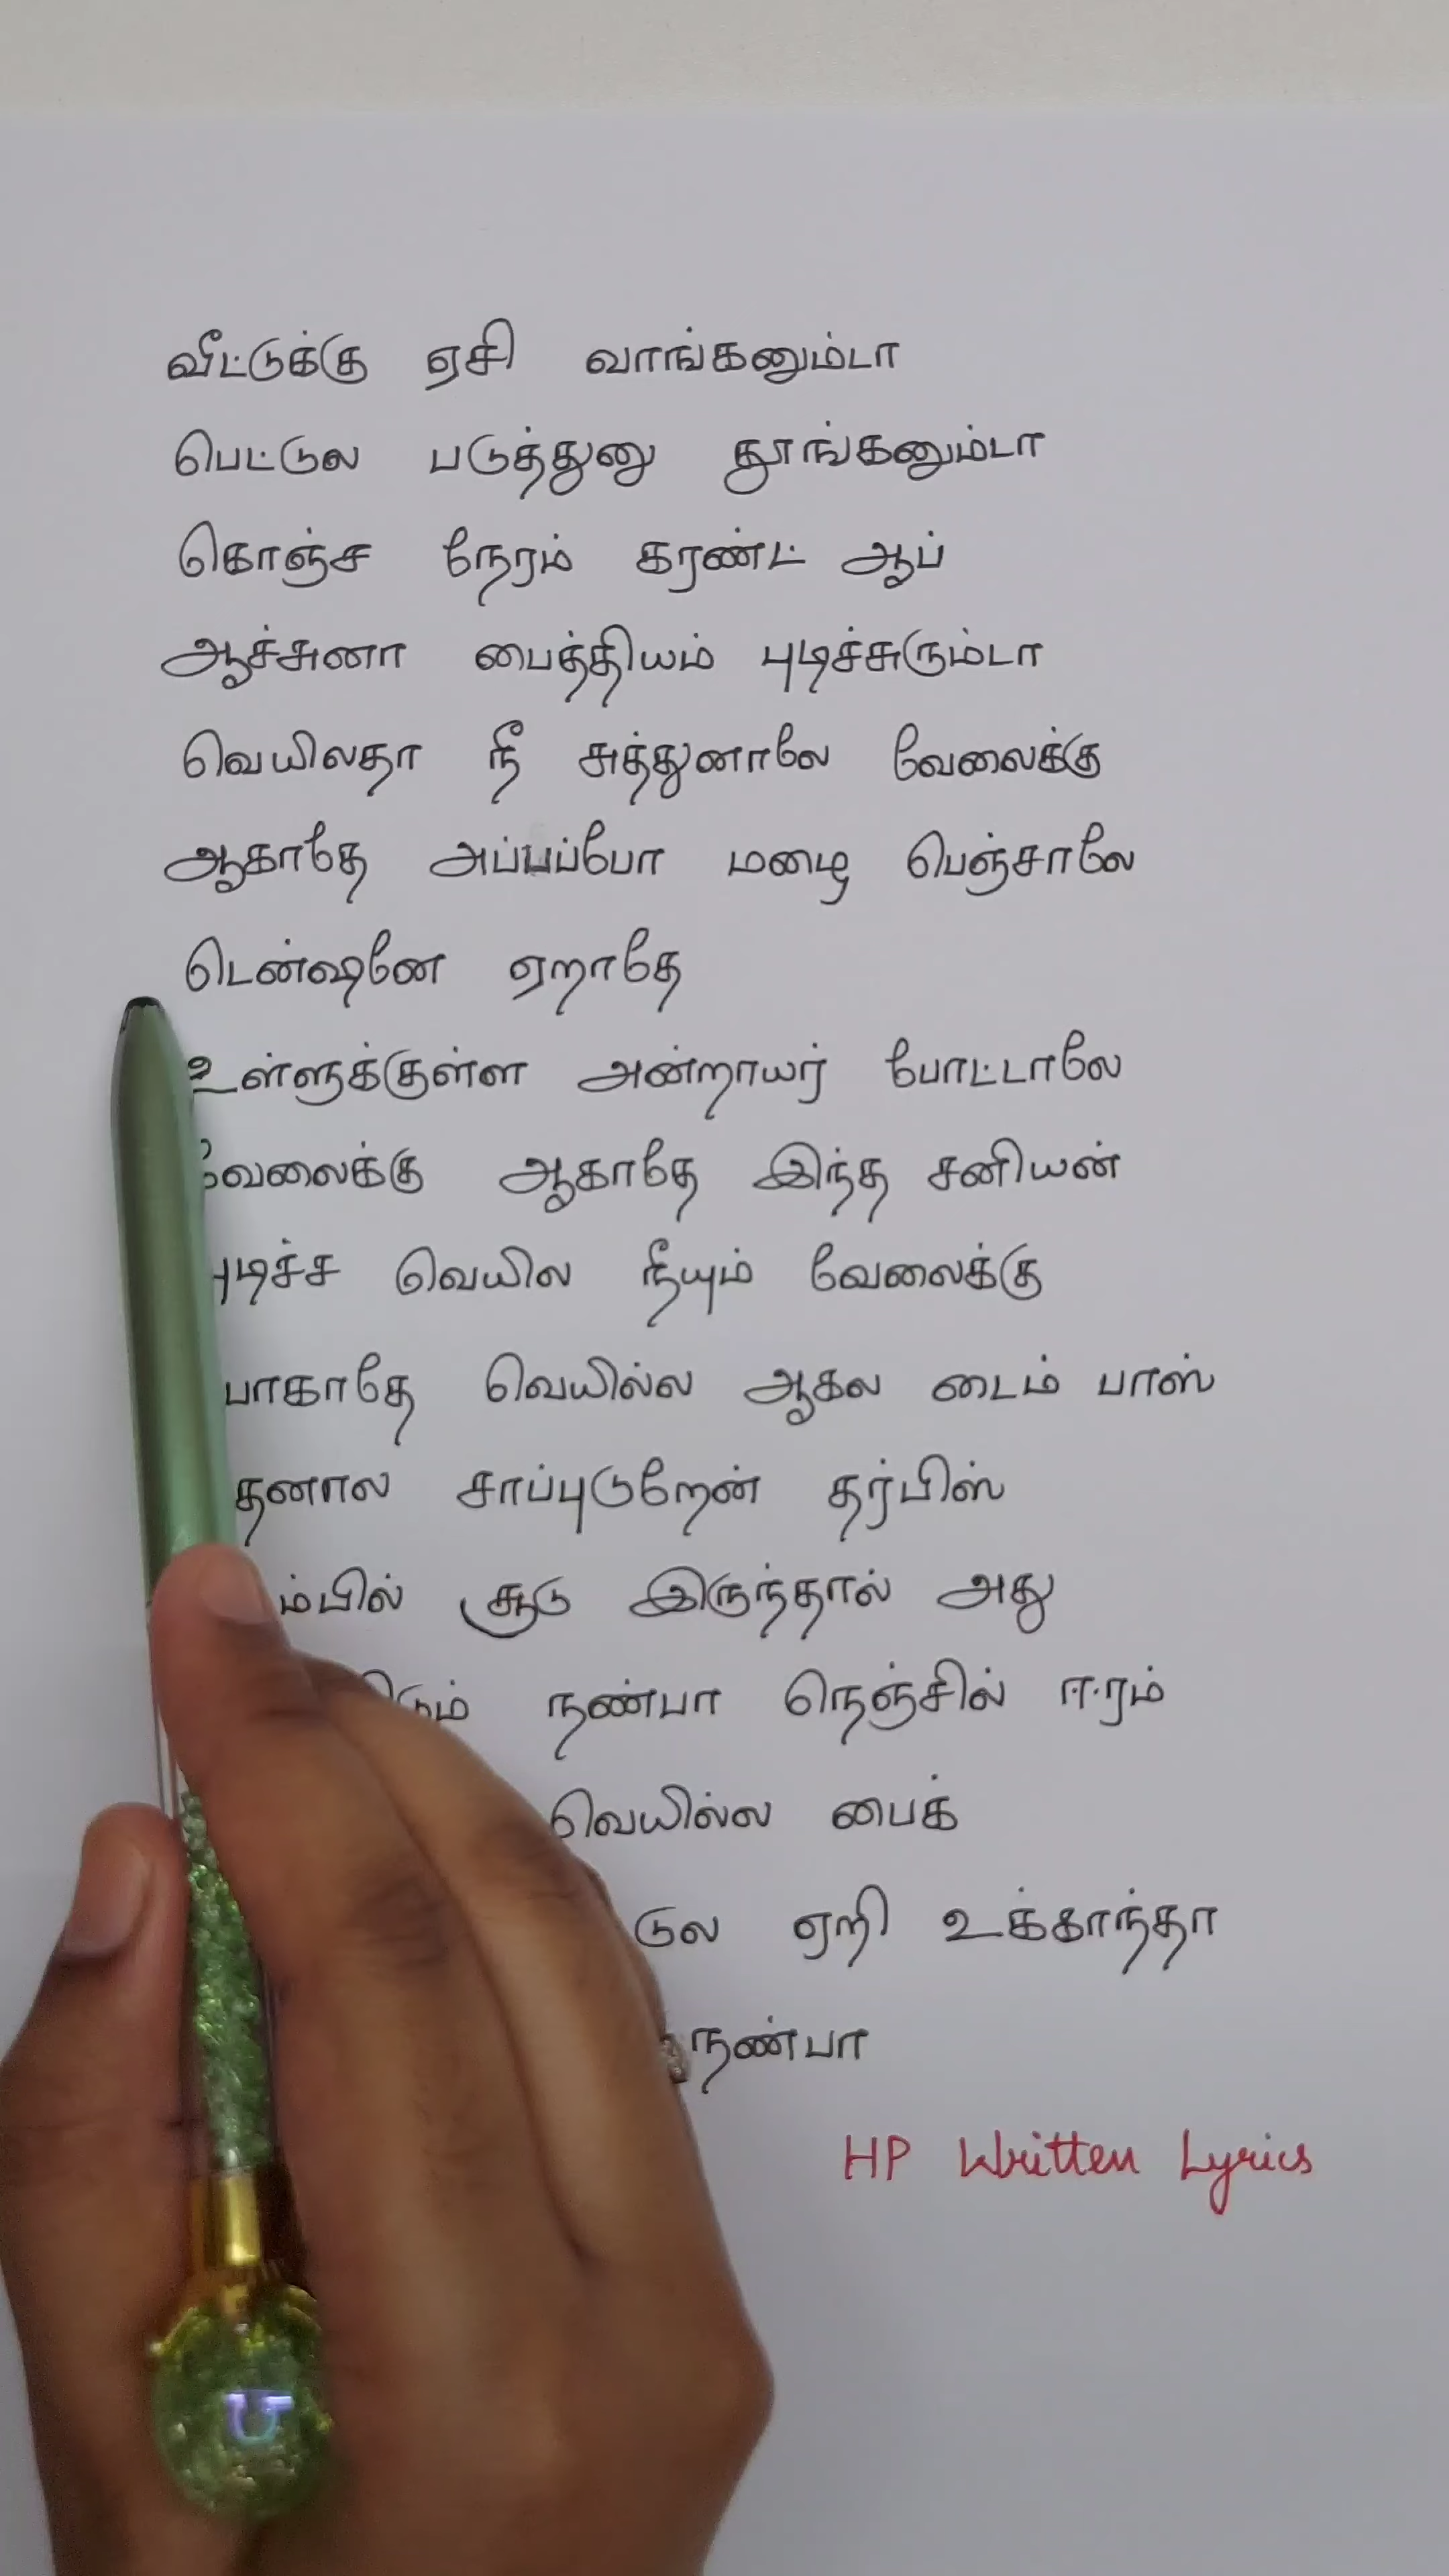 வீட்டுக்கு ஏசி வாங்கனும்டா
பெட்டுல படுத்துனு தூங்கனும்டா
கொஞ்ச நேரம் கரண்ட் ஆப்
ஆச்சுனா பைத்தியம் புடிச்சுரும்டா
வெயிலதா நீ சுத்துனாலே வேலைக்கு
ஆகாதே அப்பப்போ மழை பெஞ்சாலே
டென்ஷனே ஏறாதே
உள்ளுக்குள்ள அன்றாயர் போட்டாலே
வேலைக்கு ஆகாதே இந்த சனியன்
புடிச்ச வெயில நீயும் வேலைக்கு
வெயில்ல ஆகல டைம் பாஸ்
சாப்புடுறேன் தர்பிஸ்
சூடு இருந்தால் அது
நண்பா நெஞ்சில் ஈரம்
வெயில்ல பைக்
ஏறி உக்காந்தா
நண்பா
HP Written Lyrics